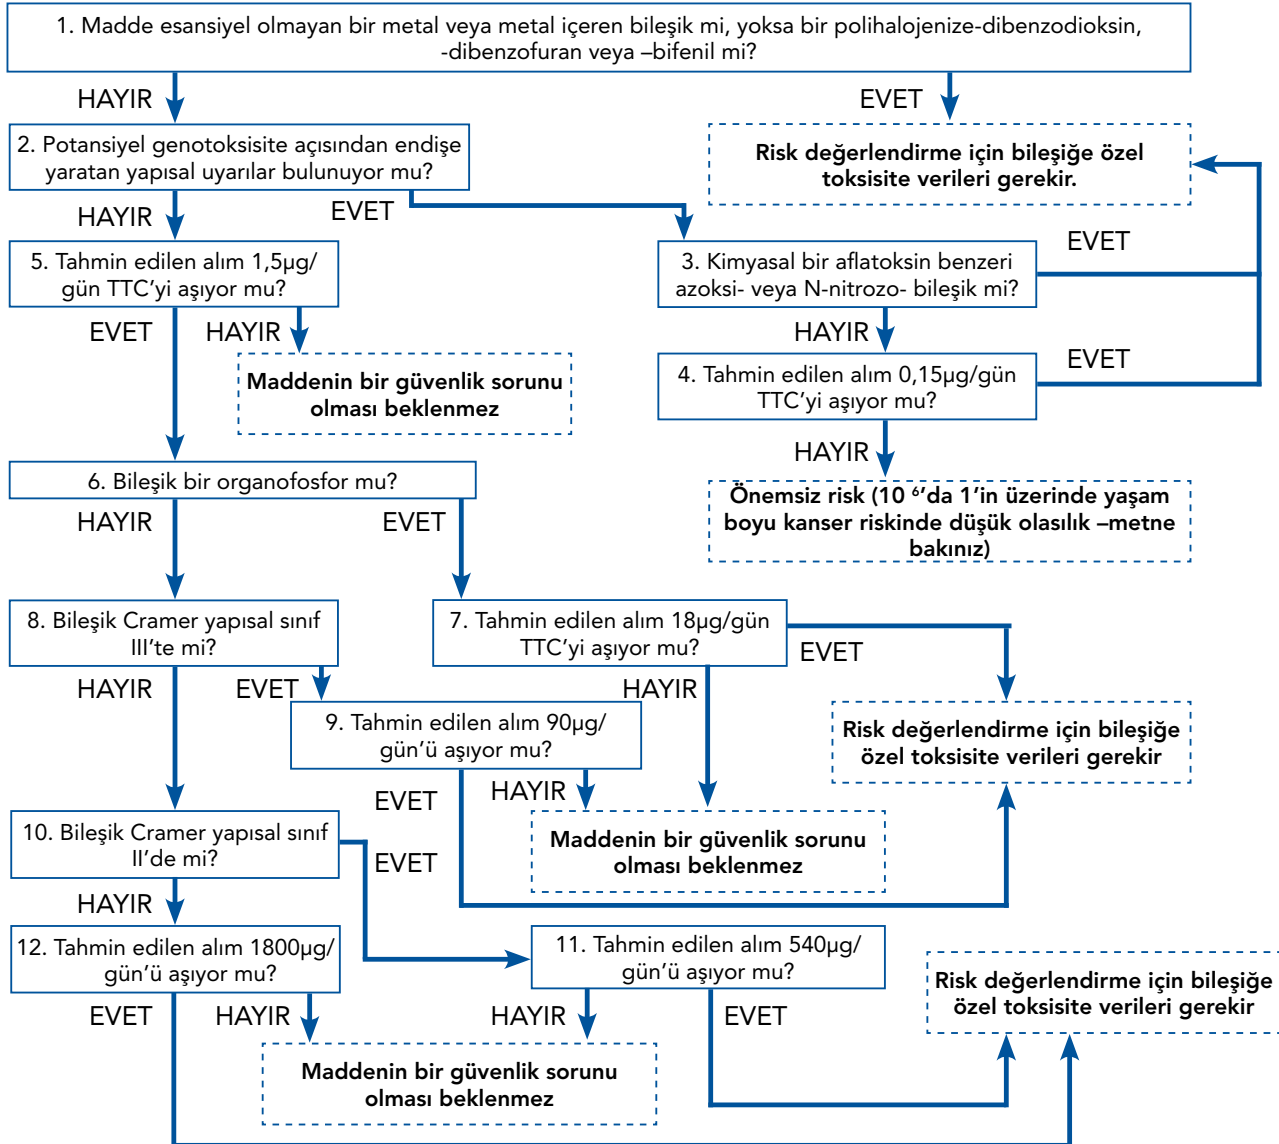 1. Madde esansiyel olmayan bir metal veya metal içeren bileşik mi, yoksa bir polihalojenize-dibenzodioksin,
-dibenzofuran veya –bifenil mi?
HAYIR
EVET
2. Potansiyel genotoksisite açısından endişe
yaratan yapısal uyarılar bulunuyor mu?
Risk değerlendirme için bileşiğe özel
toksisite verileri gerekir.
HAYIR
EVET
5. Tahmin edilen alım 1,5µg/
gün TTC’yi aşıyor mu?
3. Kimyasal bir aflatoksin benzeri
azoksi- veya N-nitrozo- bileşik mi?
EVET
EVET
HAYIR
Maddenin bir güvenlik sorunu
olması beklenmez
HAYIR
4. Tahmin edilen alım 0,15µg/gün
TTC’yi aşıyor mu?
EVET
HAYIR
Önemsiz risk (10 ⁶’da 1’in üzerinde yaşam
boyu kanser riskinde düşük olasılık –metne
bakınız)
6. Bileşik bir organofosfor mu?
HAYIR
EVET
8. Bileşik Cramer yapısal sınıf
III’te mi?
7. Tahmin edilen alım 18µg/gün
TTC’yi aşıyor mu?
EVET
HAYIR
HAYIR
EVET
9. Tahmin edilen alım 90µg/
gün’ü aşıyor mu?
Risk değerlendirme için bileşiğe
özel toksisite verileri gerekir
EVET
HAYIR
Maddenin bir güvenlik sorunu
olması beklenmez
10. Bileşik Cramer yapısal sınıf
II’de mi?
EVET
HAYIR
12. Tahmin edilen alım 1800µg/
gün’ü aşıyor mu?
11. Tahmin edilen alım 540µg/
gün’ü aşıyor mu?
Risk değerlendirme için bileşiğe
özel toksisite verileri gerekir
EVET
HAYIR
HAYIR
EVET
Maddenin bir güvenlik sorunu
olması beklenmez